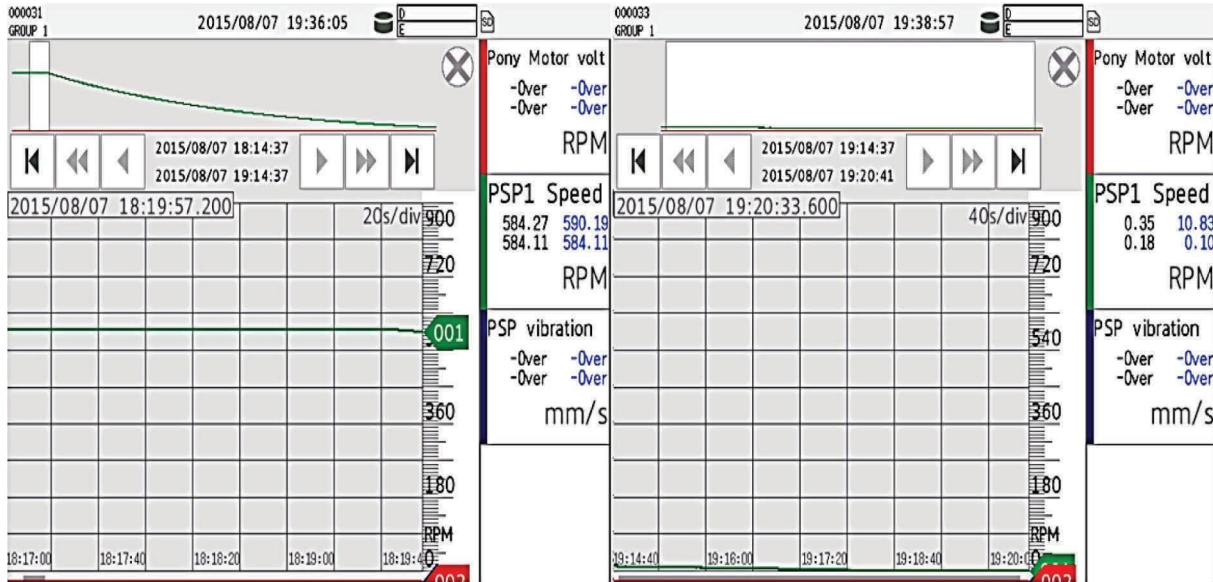 000031
GROUP 1
2015/08/07 19:36:05
D
E
SD
Pony Motor volt
-Over -Over
-Over -Over
RPM
2015/08/07 18:14:37
2015/08/07 19:14:37
PSP1 Speed
584.27 590.19
584.11 584.11
RPM
2015/08/07 18:19:57.200
20s/div
900
720
001
360
180
RPM
0
PSP vibration
-Over -Over
-Over -Over
mm/s
18:17:00 18:17:40 18:18:20 18:19:00 18:19:4
000033
GROUP 1
2015/08/07 19:38:57
D
E
SD
Pony Motor volt
-Over -Over
-Over -Over
RPM
2015/08/07 19:14:37
2015/08/07 19:20:41
PSP1 Speed
0.35 10.83
0.18 0.10
RPM
2015/08/07 19:20:33.600
40s/div
900
720
540
360
180
RPM
0
PSP vibration
-Over -Over
-Over -Over
mm/s
19:14:40 19:16:00 19:17:20 19:18:40 19:20:0